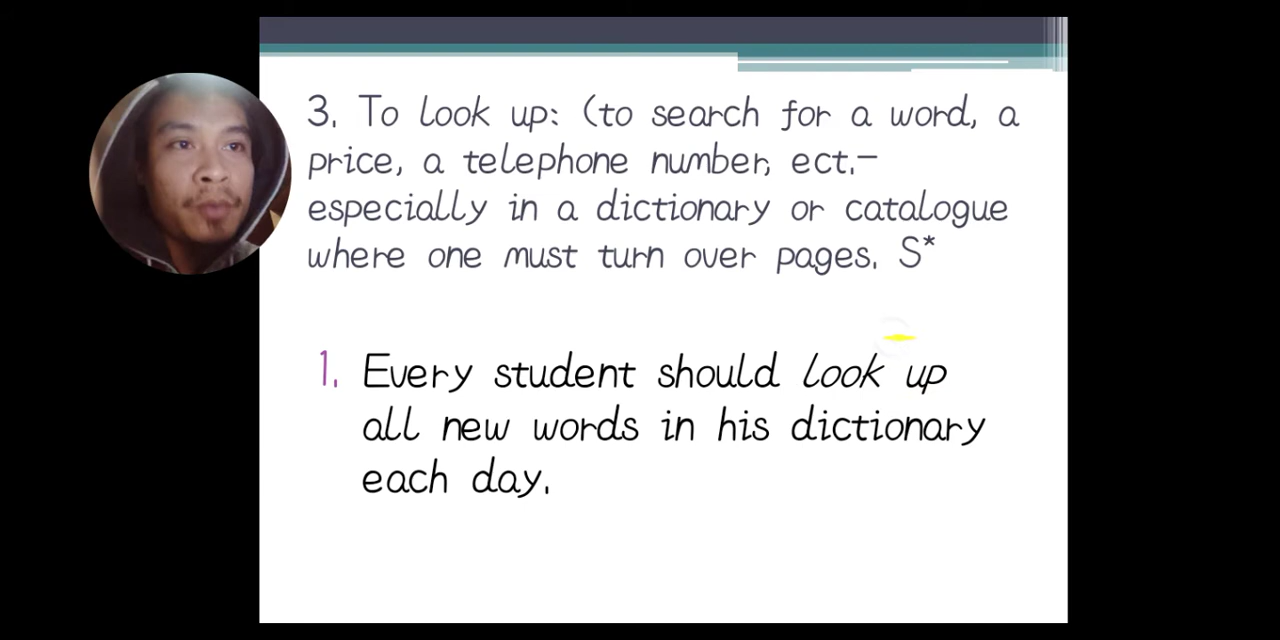 3. To look up: (to search for a word, a
price, a telephone number, ect.-
especially in a dictionary or catalogue
where one must turn over pages. S*
1. Every student should look up
all new words in his dictionary
each day.